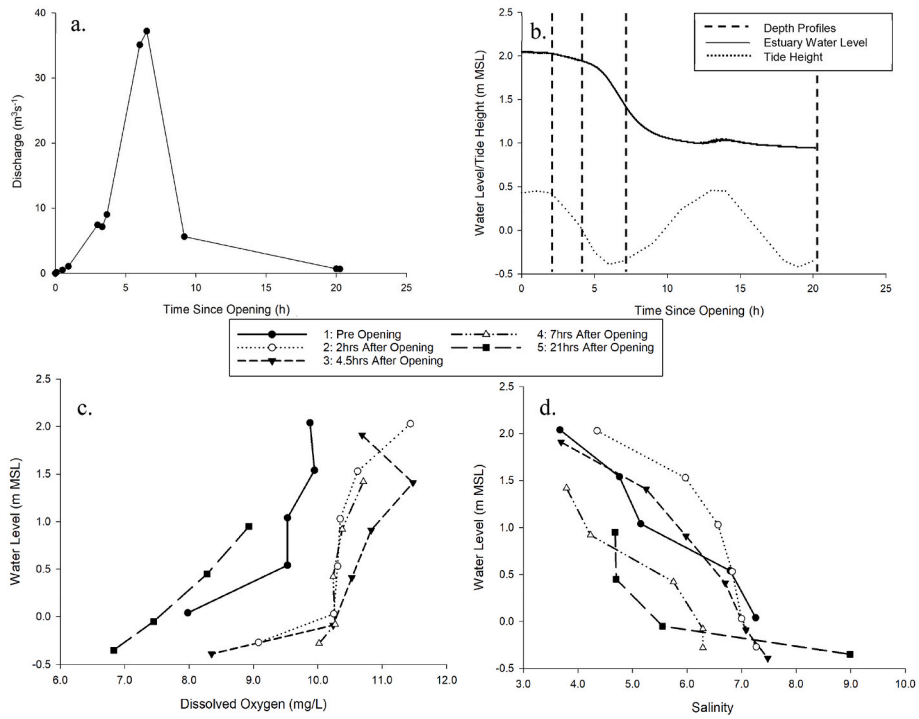 a.
40
30
20
10
0
Discharge (m³s⁻¹)
0 5 10 15 20 25
Time Since Opening (h)
b.
Depth Profiles
Estuary Water Level
Tide Height
2.5
2.0
1.5
1.0
0.5
0.0
-0.5
Water Level/Tide Height (m MSL)
0 5 10 15 20 25
Time Since Opening (h)
1: Pre Opening
2: 2hrs After Opening
3: 4.5hrs After Opening
4: 7hrs After Opening
5: 21hrs After Opening
c.
2.5
2.0
1.5
1.0
0.5
0.0
-0.5
Water Level (m MSL)
6.0 7.0 8.0 9.0 10.0 11.0 12.0
Dissolved Oxygen (mg/L)
d.
2.5
2.0
1.5
1.0
0.5
0.0
-0.5
Water Level (m MSL)
3.0 4.0 5.0 6.0 7.0 8.0 9.0 10.0
Salinity